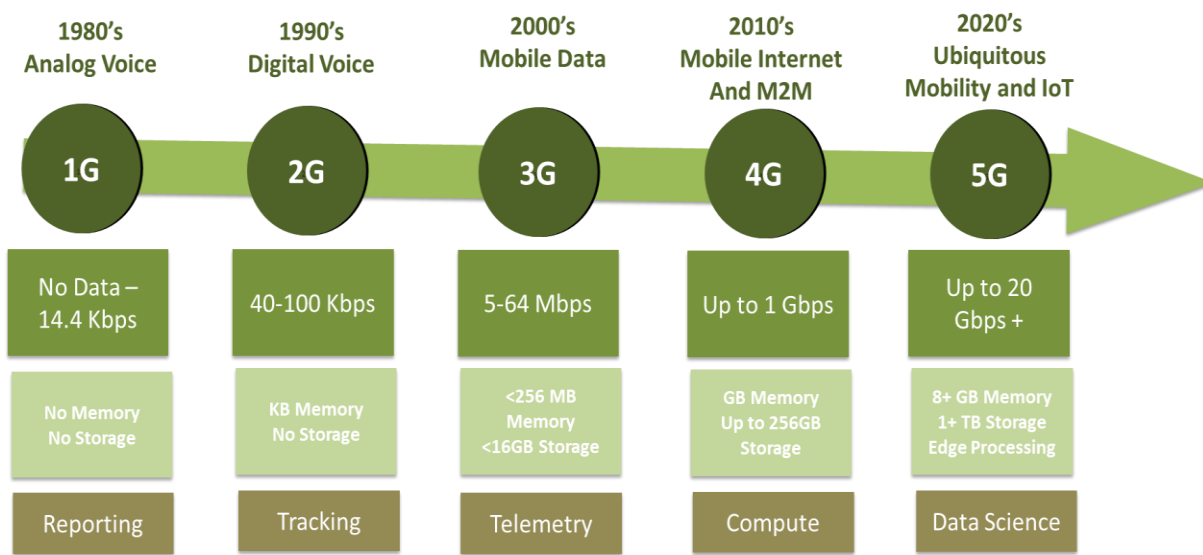 1980's
Analog Voice
1990's
Digital Voice
2000's
Mobile Data
2010's
Mobile Internet
And M2M
2020's
Ubiquitous
Mobility and IoT
1G
2G
3G
4G
5G
No Data –
14.4 Kbps
40-100 Kbps
5-64 Mbps
Up to 1 Gbps
Up to 20
Gbps +
No Memory
No Storage
KB Memory
No Storage
<256 MB
Memory
<16GB Storage
GB Memory
Up to 256GB
Storage
8+ GB Memory
1+ TB Storage
Edge Processing
Reporting
Tracking
Telemetry
Compute
Data Science